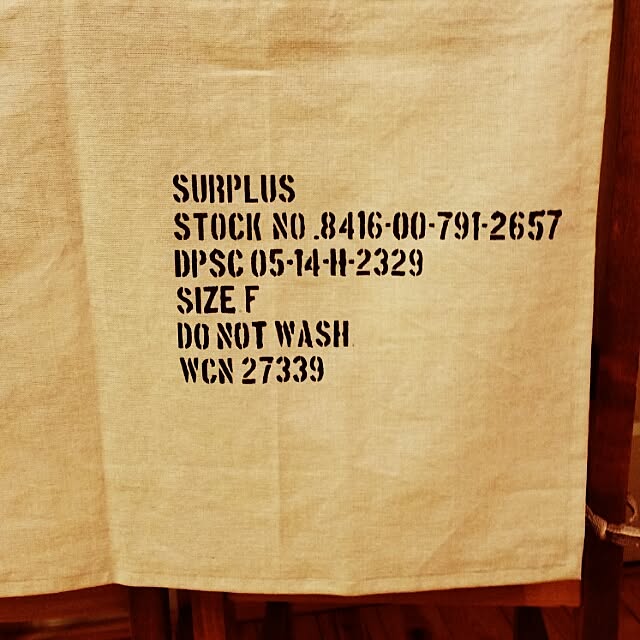 SURPLUS
STOCK NO.8416-00-791-2657
DPSC 05-14-H-2329
SIZE F
DO NOT WASH
WCN 27339